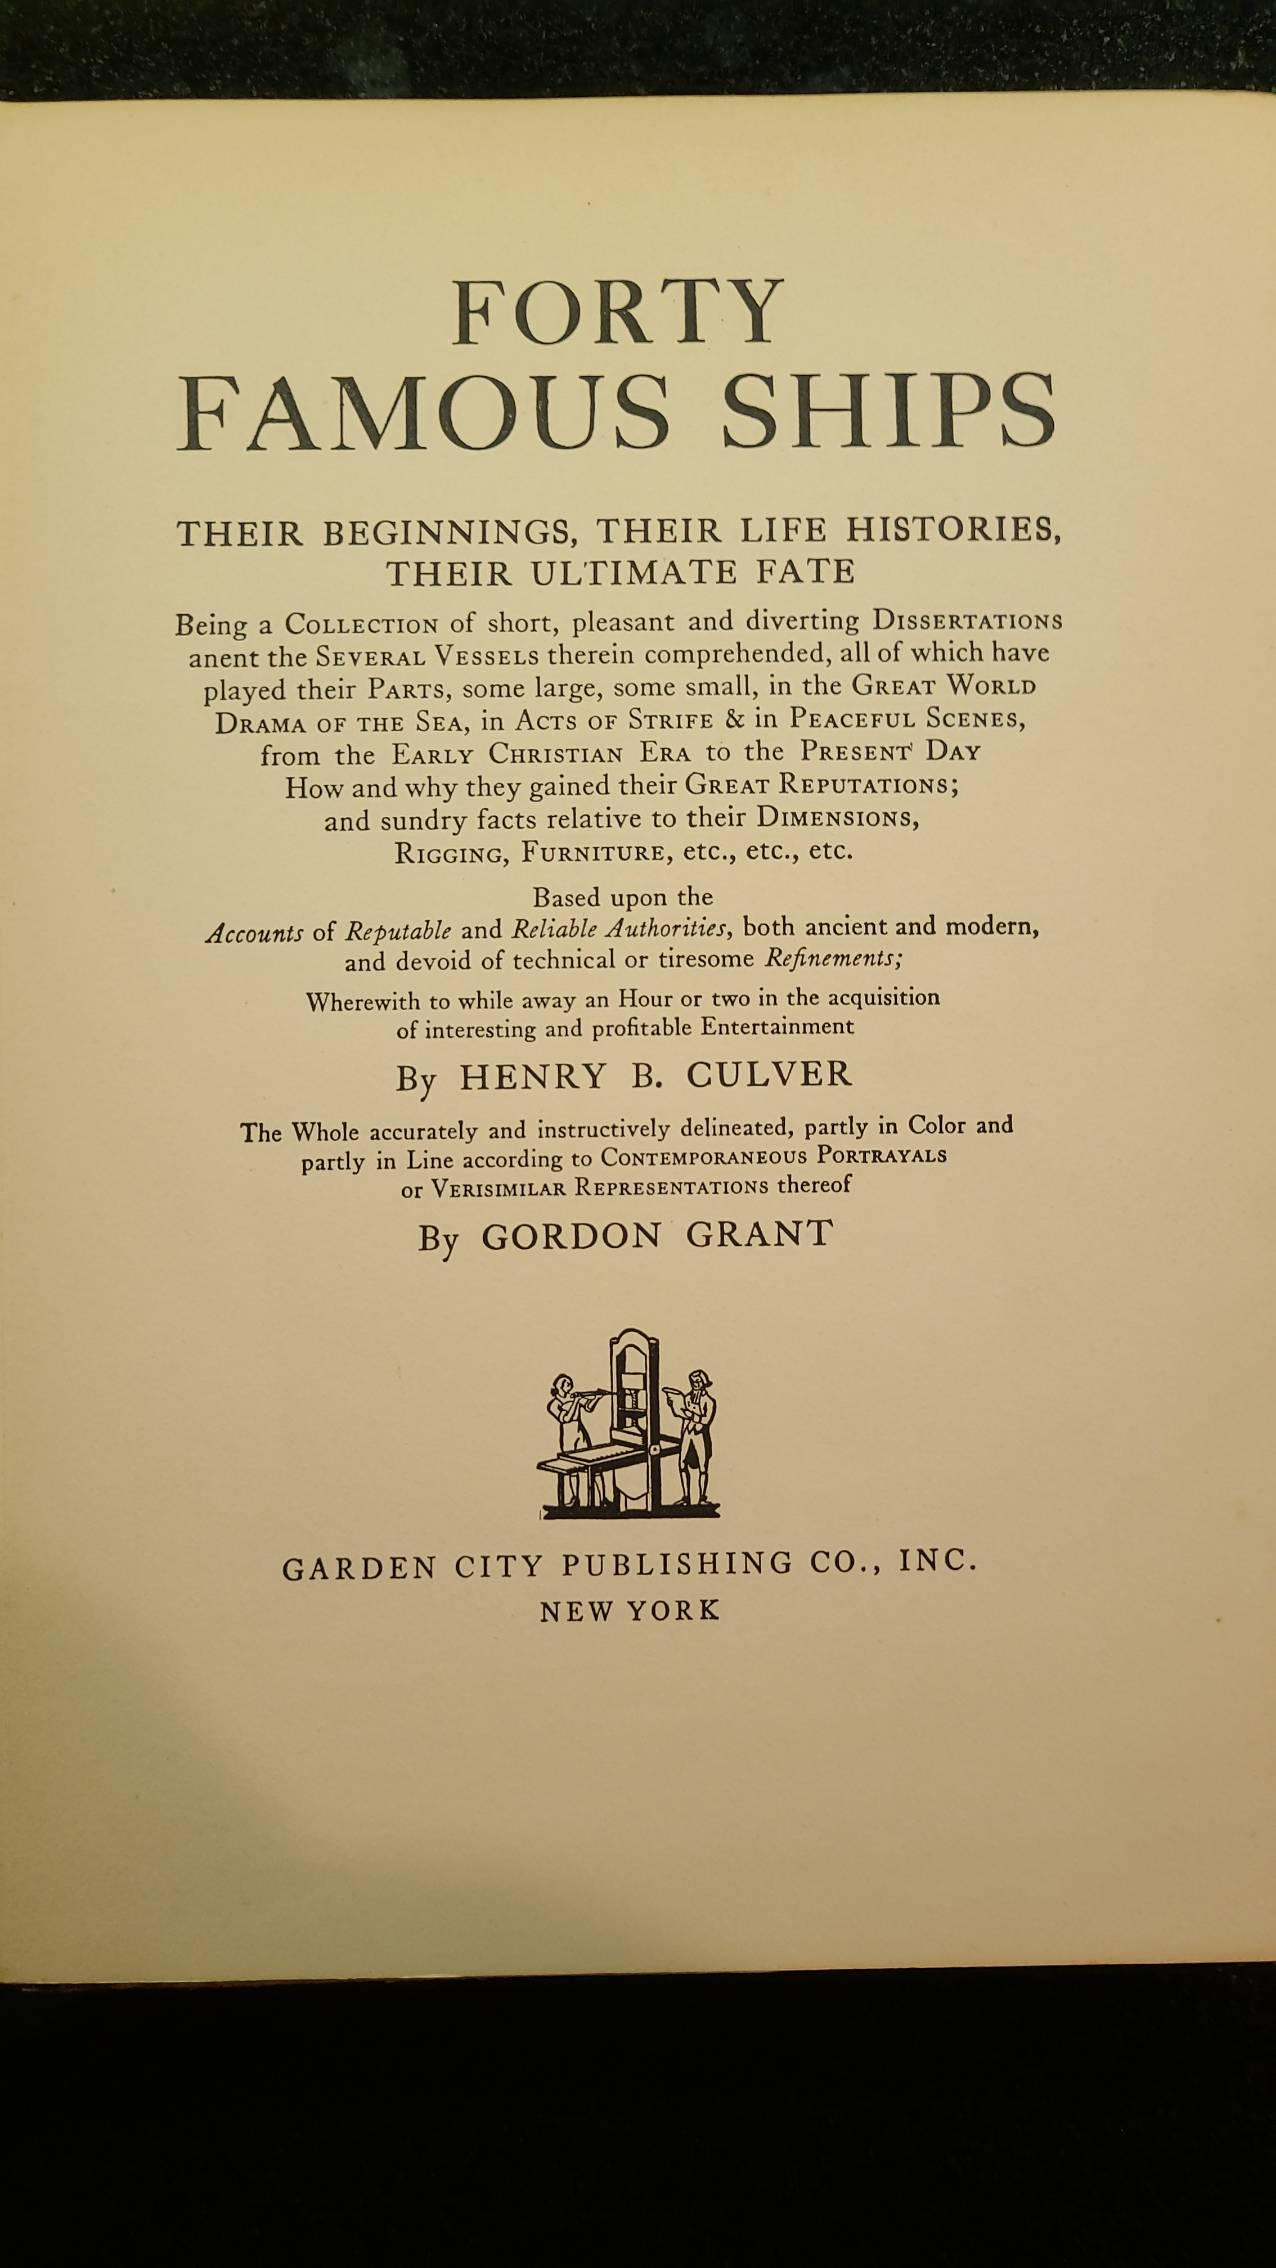 FORTY
FAMOUS SHIPS
THEIR BEGINNINGS, THEIR LIFE HISTORIES,
THEIR ULTIMATE FATE
Being a COLLECTION of short, pleasant and diverting DISSERTATIONS
anent the SEVERAL VESSELS therein comprehended, all of which have
played their PARTS, some large, some small, in the GREAT WORLD
DRAMA OF THE SEA, in ACTS OF STRIFE & in PEACEFUL SCENES,
from the EARLY CHRISTIAN ERA to the PRESENT DAY
How and why they gained their GREAT REPUTATIONS;
and sundry facts relative to their DIMENSIONS,
RIGGING, FURNITURE, etc., etc., etc.
Based upon the
Accounts of Reputable and Reliable Authorities, both ancient and modern,
and devoid of technical or tiresome Refinements;
Wherewith to while away an Hour or two in the acquisition
of interesting and profitable Entertainment
By HENRY B. CULVER
The Whole accurately and instructively delineated, partly in Color and
partly in Line according to CONTEMPORANEOUS PORTRAYALS
or VERISIMILAR REPRESENTATIONS thereof
By GORDON GRANT
GARDEN CITY PUBLISHING CO., INC.
NEW YORK